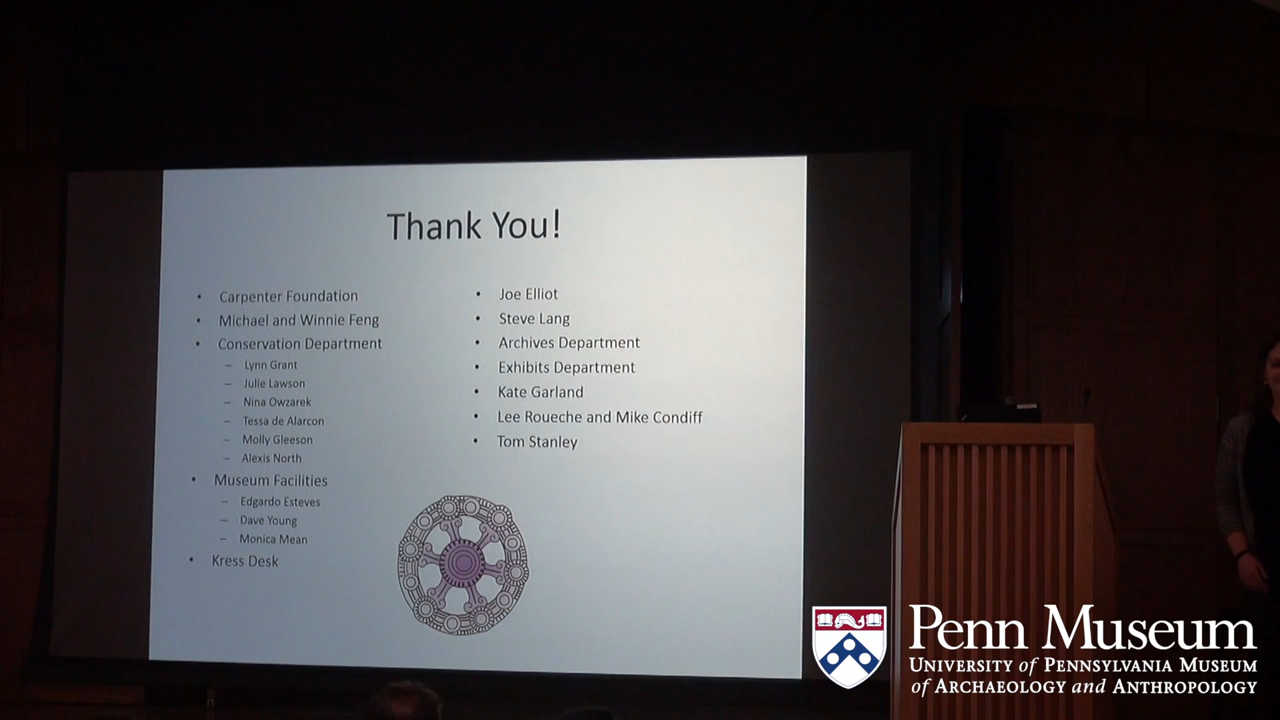 Thank You!
• Carpenter Foundation
• Michael and Winnie Feng
• Conservation Department
– Lynn Grant
– Julie Lawson
– Nina Owzarek
– Tessa de Alarcon
– Molly Gleeson
– Alexis North
• Museum Facilities
– Edgardo Esteves
– Dave Young
– Monica Mean
• Kress Desk
• Joe Elliot
• Steve Lang
• Archives Department
• Exhibits Department
• Kate Garland
• Lee Roueche and Mike Condiff
• Tom Stanley
Penn Museum
University of Pennsylvania Museum
of Archaeology and Anthropology